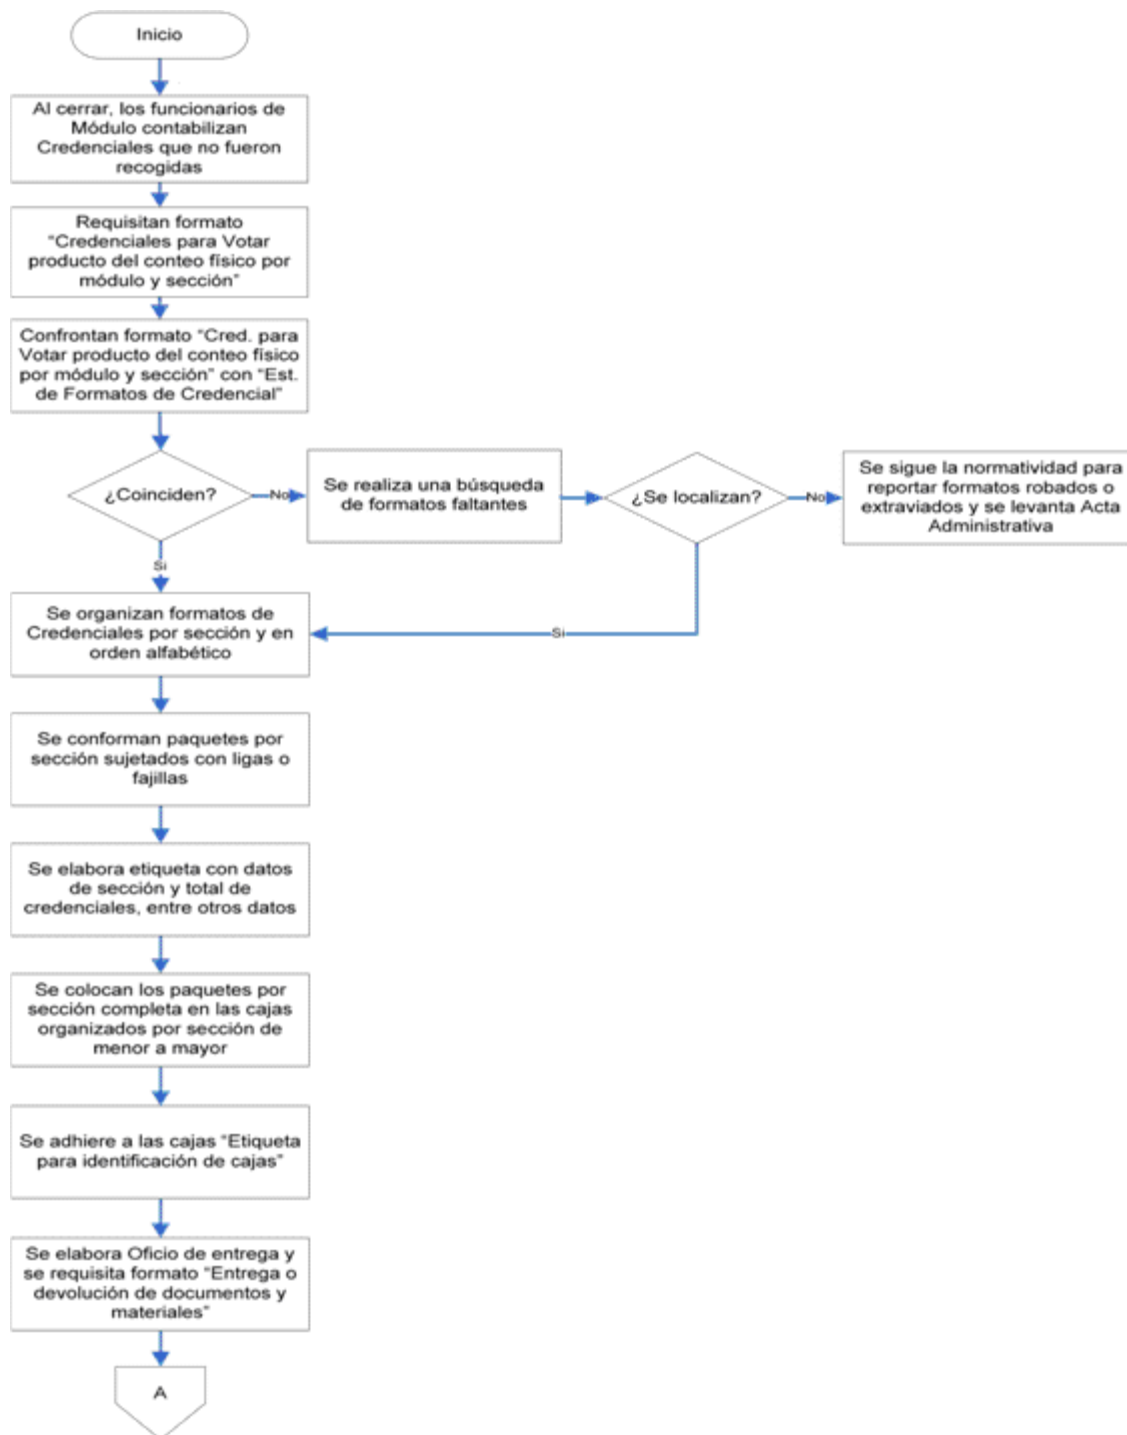 Inicio
Al cerrar, los funcionarios de
Módulo contabilizan
Credenciales que no fueron
recogidas
Requisitan formato
“Credenciales para Votar
producto del conteo físico por
módulo y sección”
Confrontan formato “Cred. para
Votar producto del conteo físico
por módulo y sección” con “Est.
de Formatos de Credencial”
¿Coinciden?
No
Se realiza una búsqueda
de formatos faltantes
¿Se localizan?
No
Se sigue la normatividad para
reportar formatos robados o
extraviados y se levanta Acta
Administrativa
Si
Si
Se organizan formatos de
Credenciales por sección y en
orden alfabético
Se conforman paquetes por
sección sujetados con ligas o
fajillas
Se elabora etiqueta con datos
de sección y total de
credenciales, entre otros datos
Se colocan los paquetes por
sección completa en las cajas
organizados por sección de
menor a mayor
Se adhiere a las cajas “Etiqueta
para identificación de cajas”
Se elabora Oficio de entrega y
se requisita formato “Entrega o
devolución de documentos y
materiales”
A